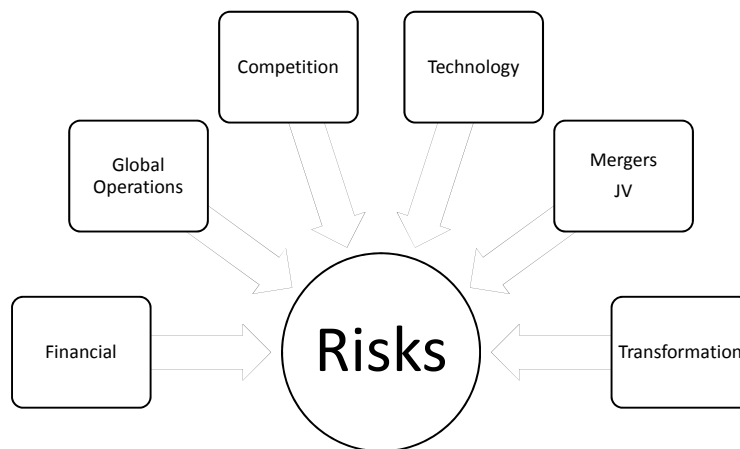 Competition
Technology
Global
Operations
Mergers
JV
Financial
Risks
Transformation